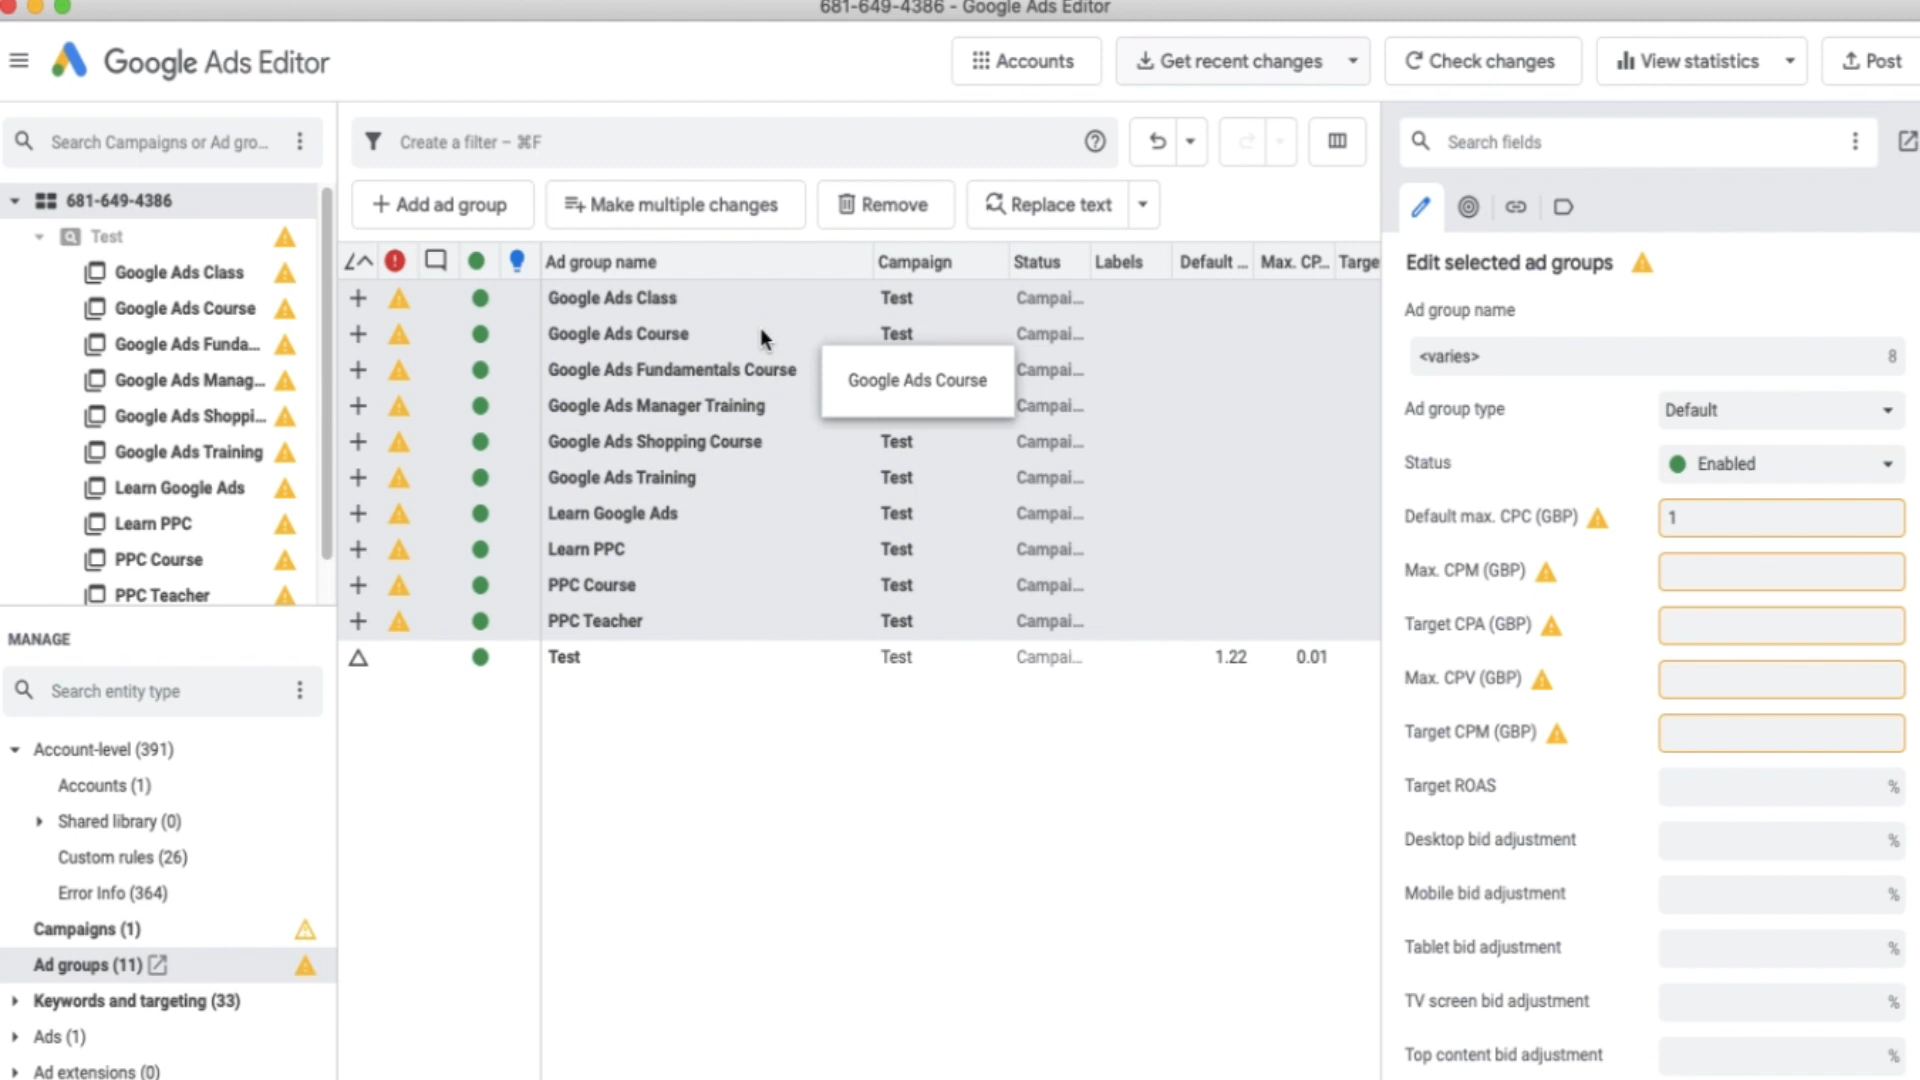 681-649-4386 - Google Ads Editor
Google Ads Editor
Accounts
Get recent changes
Check changes
View statistics
Post
Search Campaigns or Ad gro...
681-649-4386
Test
Google Ads Class
Google Ads Course
Google Ads Funda...
Google Ads Manag...
Google Ads Shoppi...
Google Ads Training
Learn Google Ads
Learn PPC
PPC Course
PPC Teacher
MANAGE
Search entity type
Account-level (391)
Accounts (1)
Shared library (0)
Custom rules (26)
Error Info (364)
Campaigns (1)
Ad groups (11)
Keywords and targeting (33)
Ads (1)
Ad extensions (0)
Create a filter – ⌘F
Add ad group
Make multiple changes
Remove
Replace text
Ad group name Campaign Status Labels Default ... Max. CP... Targe
Google Ads Class Test Campai...
Google Ads Course Test Campai...
Google Ads Fundamentals Course Campai...
Google Ads Manager Training Campai...
Google Ads Shopping Course Test Campai...
Google Ads Training Test Campai...
Learn Google Ads Test Campai...
Learn PPC Test Campai...
PPC Course Test Campai...
PPC Teacher Test Campai...
Test Test Campai... 1.22 0.01
Google Ads Course
Search fields
Edit selected ad groups
Ad group name
<varies> 8
Ad group type Default
Status Enabled
Default max. CPC (GBP) 1
Max. CPM (GBP)
Target CPA (GBP)
Max. CPV (GBP)
Target CPM (GBP)
Target ROAS %
Desktop bid adjustment %
Mobile bid adjustment %
Tablet bid adjustment %
TV screen bid adjustment %
Top content bid adjustment %